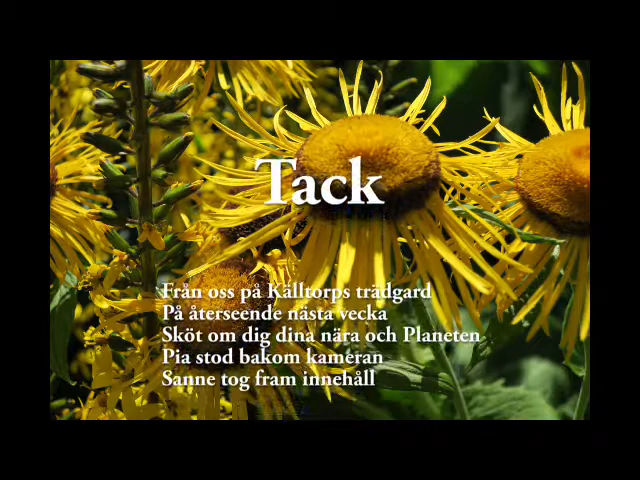 Tack
Från oss på Källtorps trädgard
På återseende nästa vecka
Sköt om dig dina nära och Planeten
Pia stod bakom kameran
Sanne tog fram innehåll